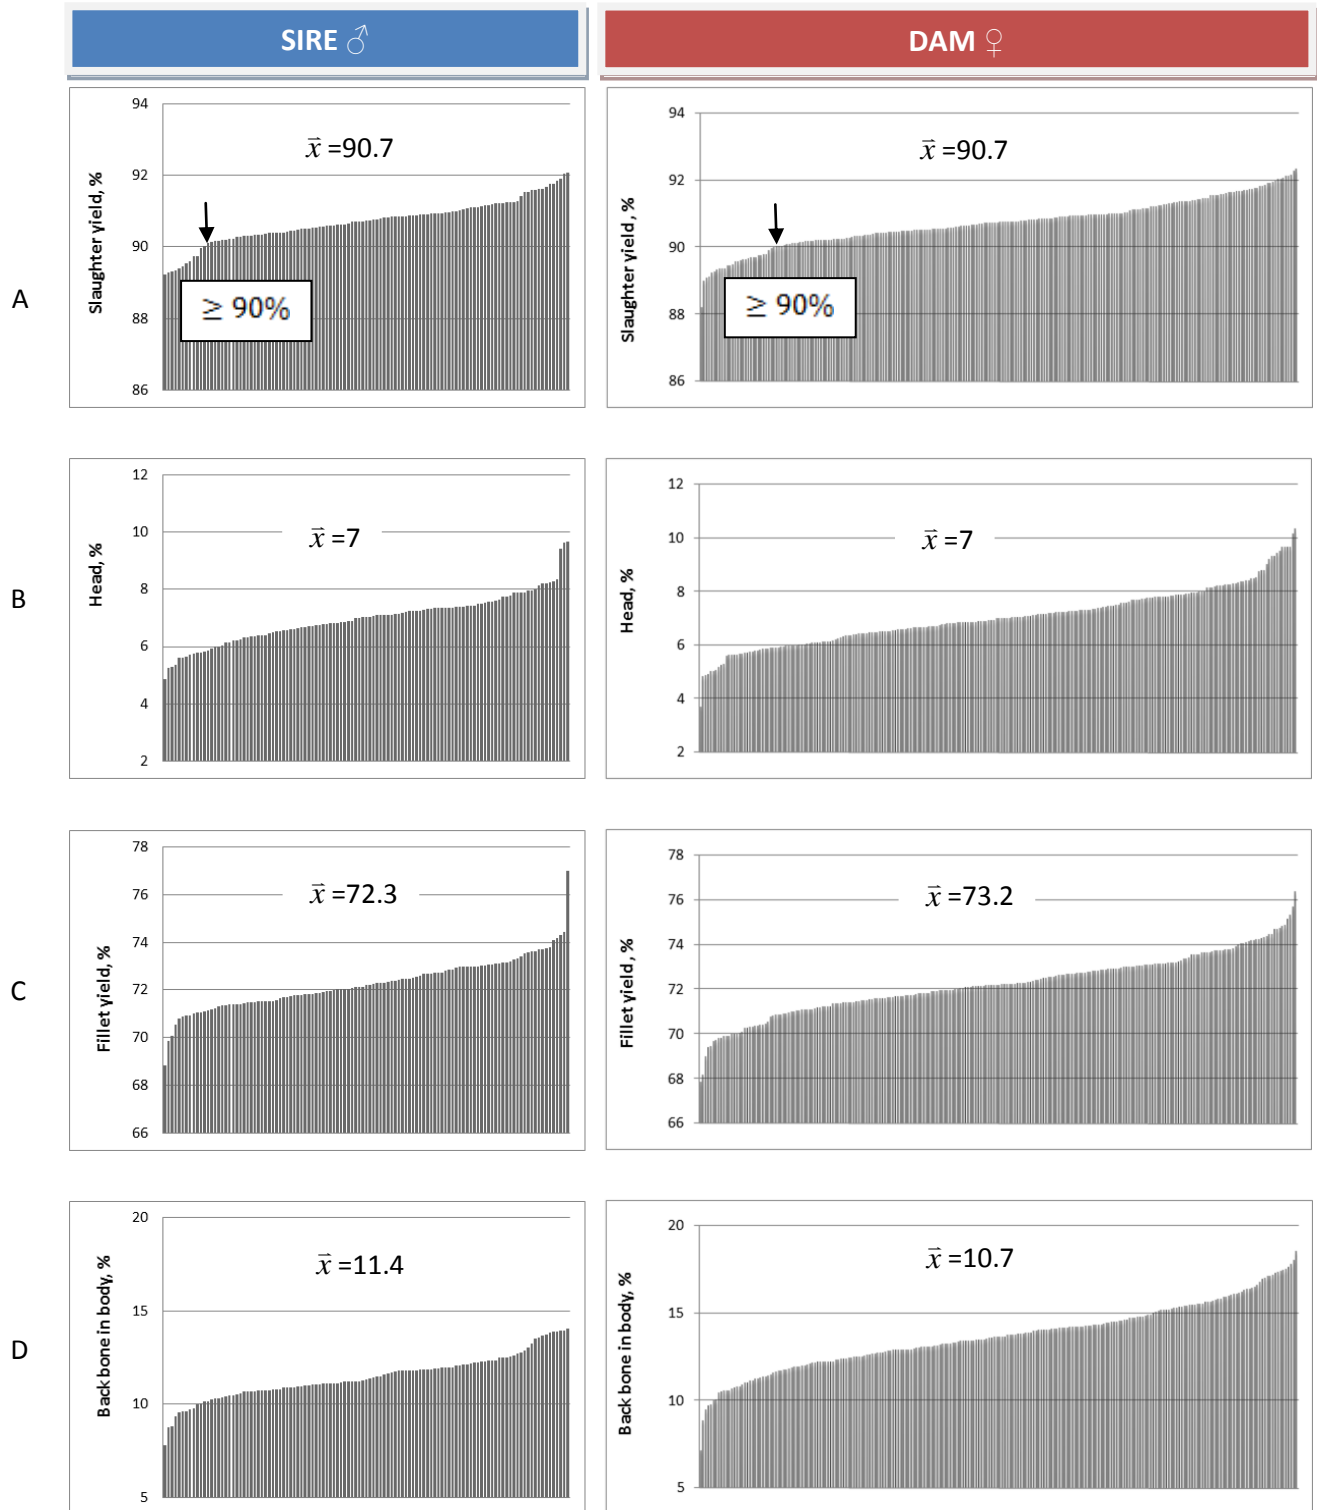 SIRE ♂
DAM ♀
A
Slaughter yield, %
94
92
90
88
86
x̄ =90.7
≥ 90%
Slaughter yield, %
94
92
90
88
86
x̄ =90.7
≥ 90%
B
Head, %
12
10
8
6
4
2
x̄ =7
Head, %
12
10
8
6
4
2
x̄ =7
C
Fillet yield, %
78
76
74
72
70
68
66
x̄ =72.3
Fillet yield, %
78
76
74
72
70
68
66
x̄ =73.2
D
Back bone in body, %
20
15
10
5
x̄ =11.4
Back bone in body, %
20
15
10
5
x̄ =10.7